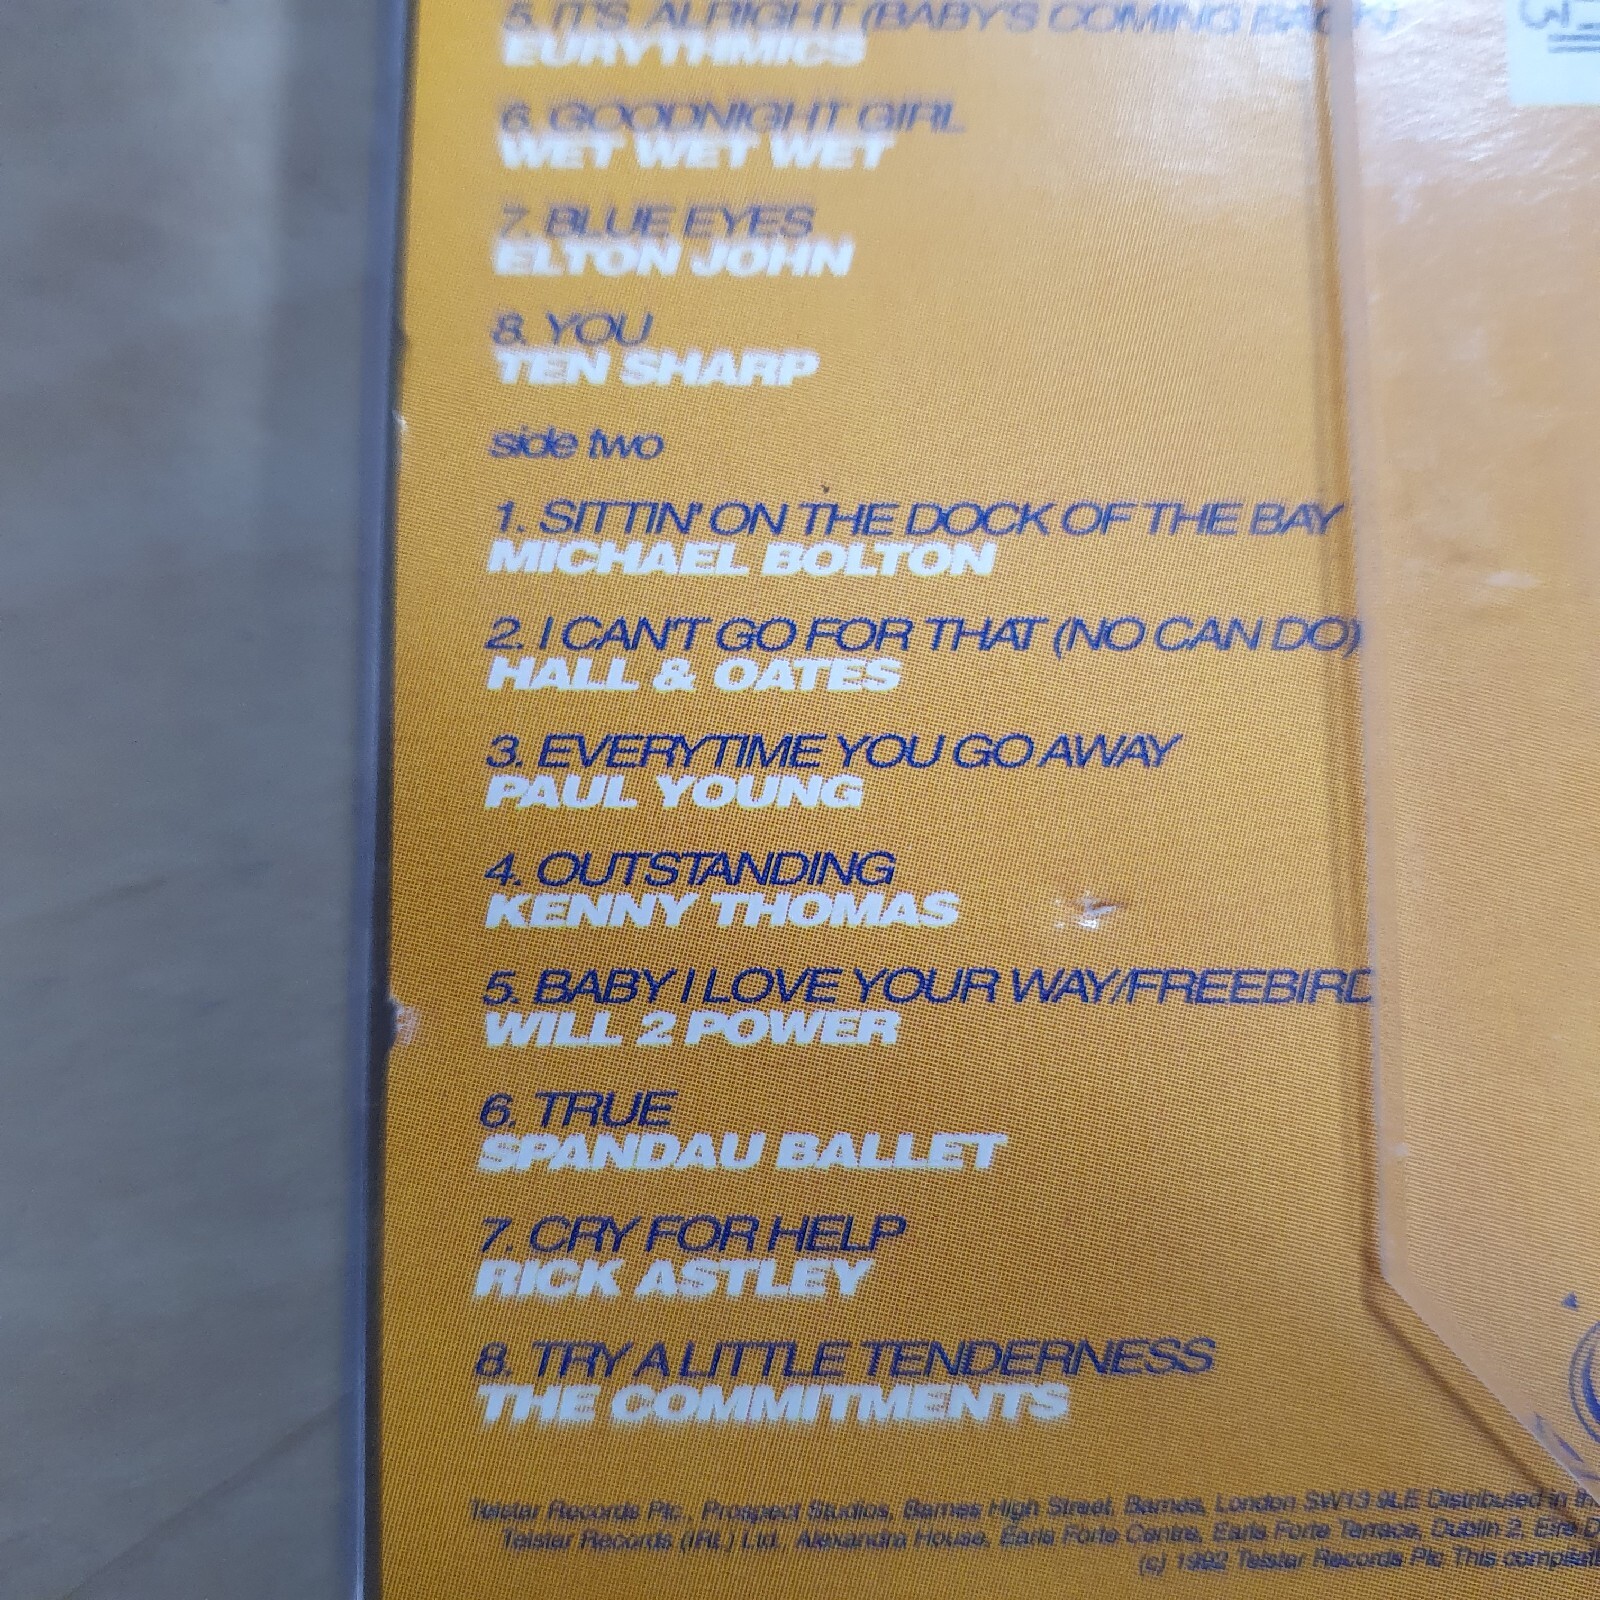 5. IT'S ALRIGHT (BABY'S COMING BACK)
EURYTHMICS
6. GOODNIGHT GIRL
WET WET WET
7. BLUE EYES
ELTON JOHN
8. YOU
TEN SHARP
side two
1. SITTIN' ON THE DOCK OF THE BAY
MICHAEL BOLTON
2. I CAN'T GO FOR THAT (NO CAN DO)
HALL & OATES
3. EVERYTIME YOU GO AWAY
PAUL YOUNG
4. OUTSTANDING
KENNY THOMAS
5. BABY I LOVE YOUR WAY/FREEBIRD
WILL 2 POWER
6. TRUE
SPANDAU BALLET
7. CRY FOR HELP
RICK ASTLEY
8. TRY A LITTLE TENDERNESS
THE COMMITMENTS
Telstar Records Plc., Prospect Studios, Barnes High Street, Barnes, London SW13 9LE Distributed in
Telstar Records (IRL) Ltd. Alexandra House, Earls Forte Centre, Earls Forte Terrace, Dublin 2, Eire
(c) 1992 Telstar Records Plc This